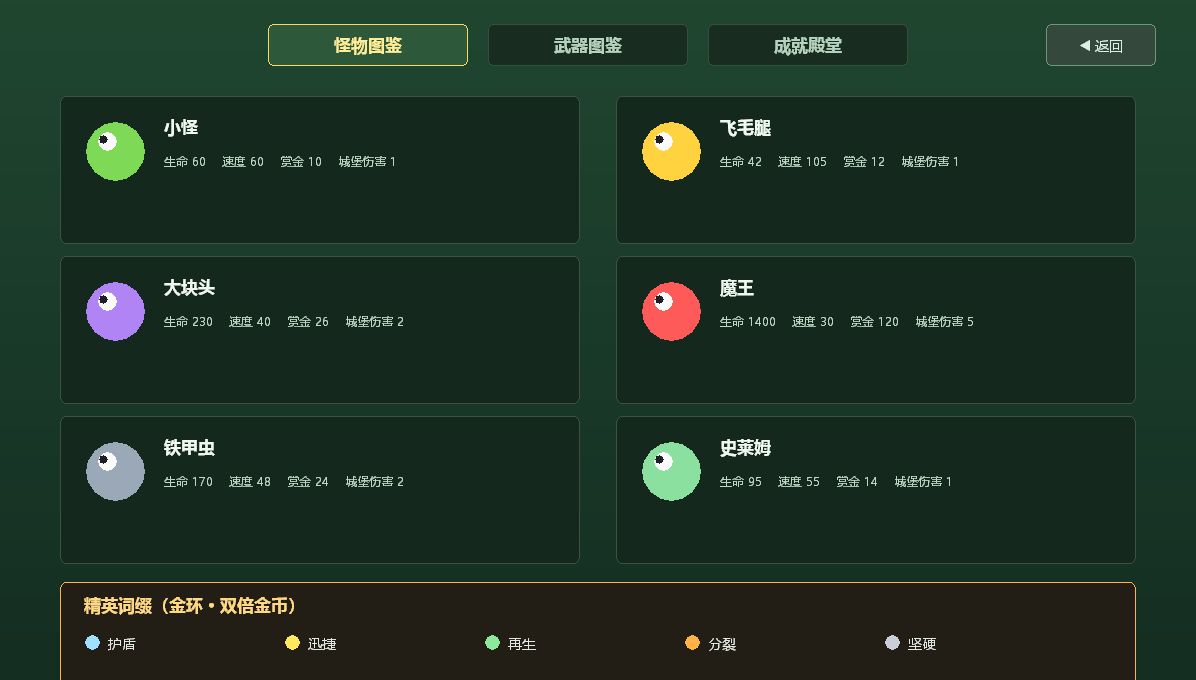 怪物图鉴 武器图鉴 成就殿堂 ◀ 返回
小怪
生命 60 速度 60 赏金 10 城堡伤害 1
飞毛腿
生命 42 速度 105 赏金 12 城堡伤害 1
大块头
生命 230 速度 40 赏金 26 城堡伤害 2
魔王
生命 1400 速度 30 赏金 120 城堡伤害 5
铁甲虫
生命 170 速度 48 赏金 24 城堡伤害 2
史莱姆
生命 95 速度 55 赏金 14 城堡伤害 1
精英词缀（金环·双倍金币）
护盾 迅捷 再生 分裂 坚硬